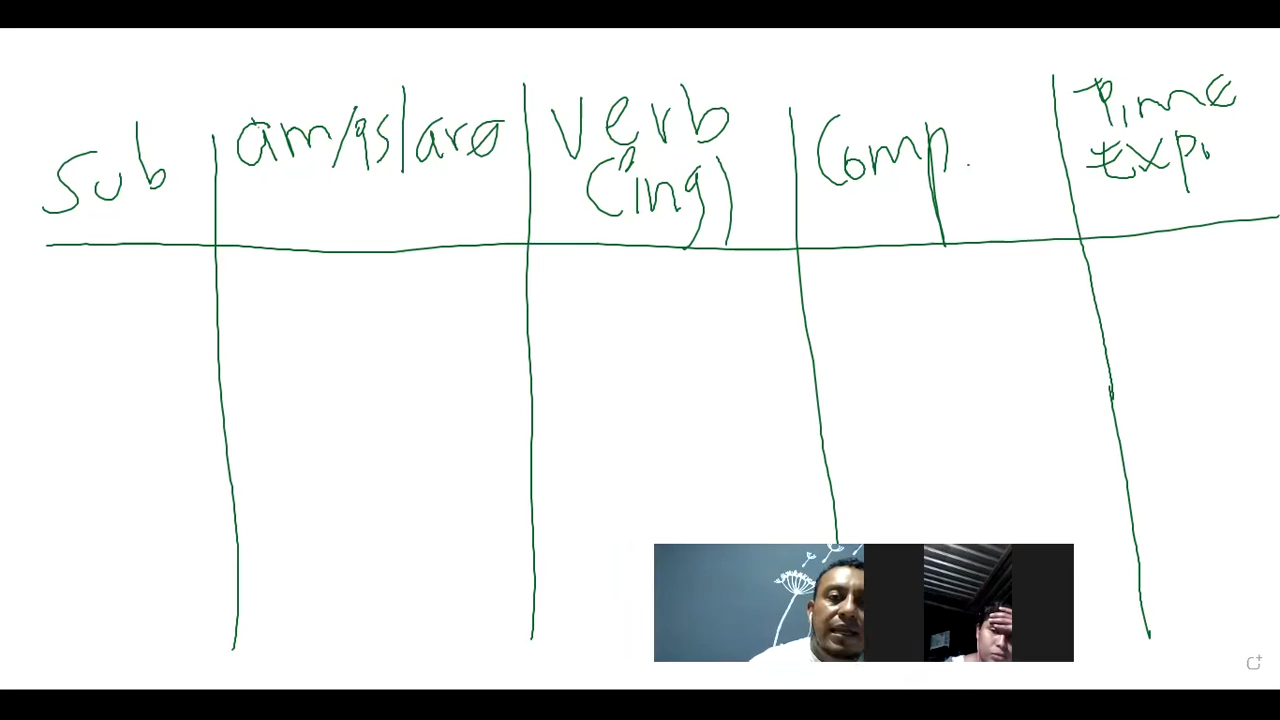 Sub
am/is/are
Verb
(ing)
Comp.
time
Exp.